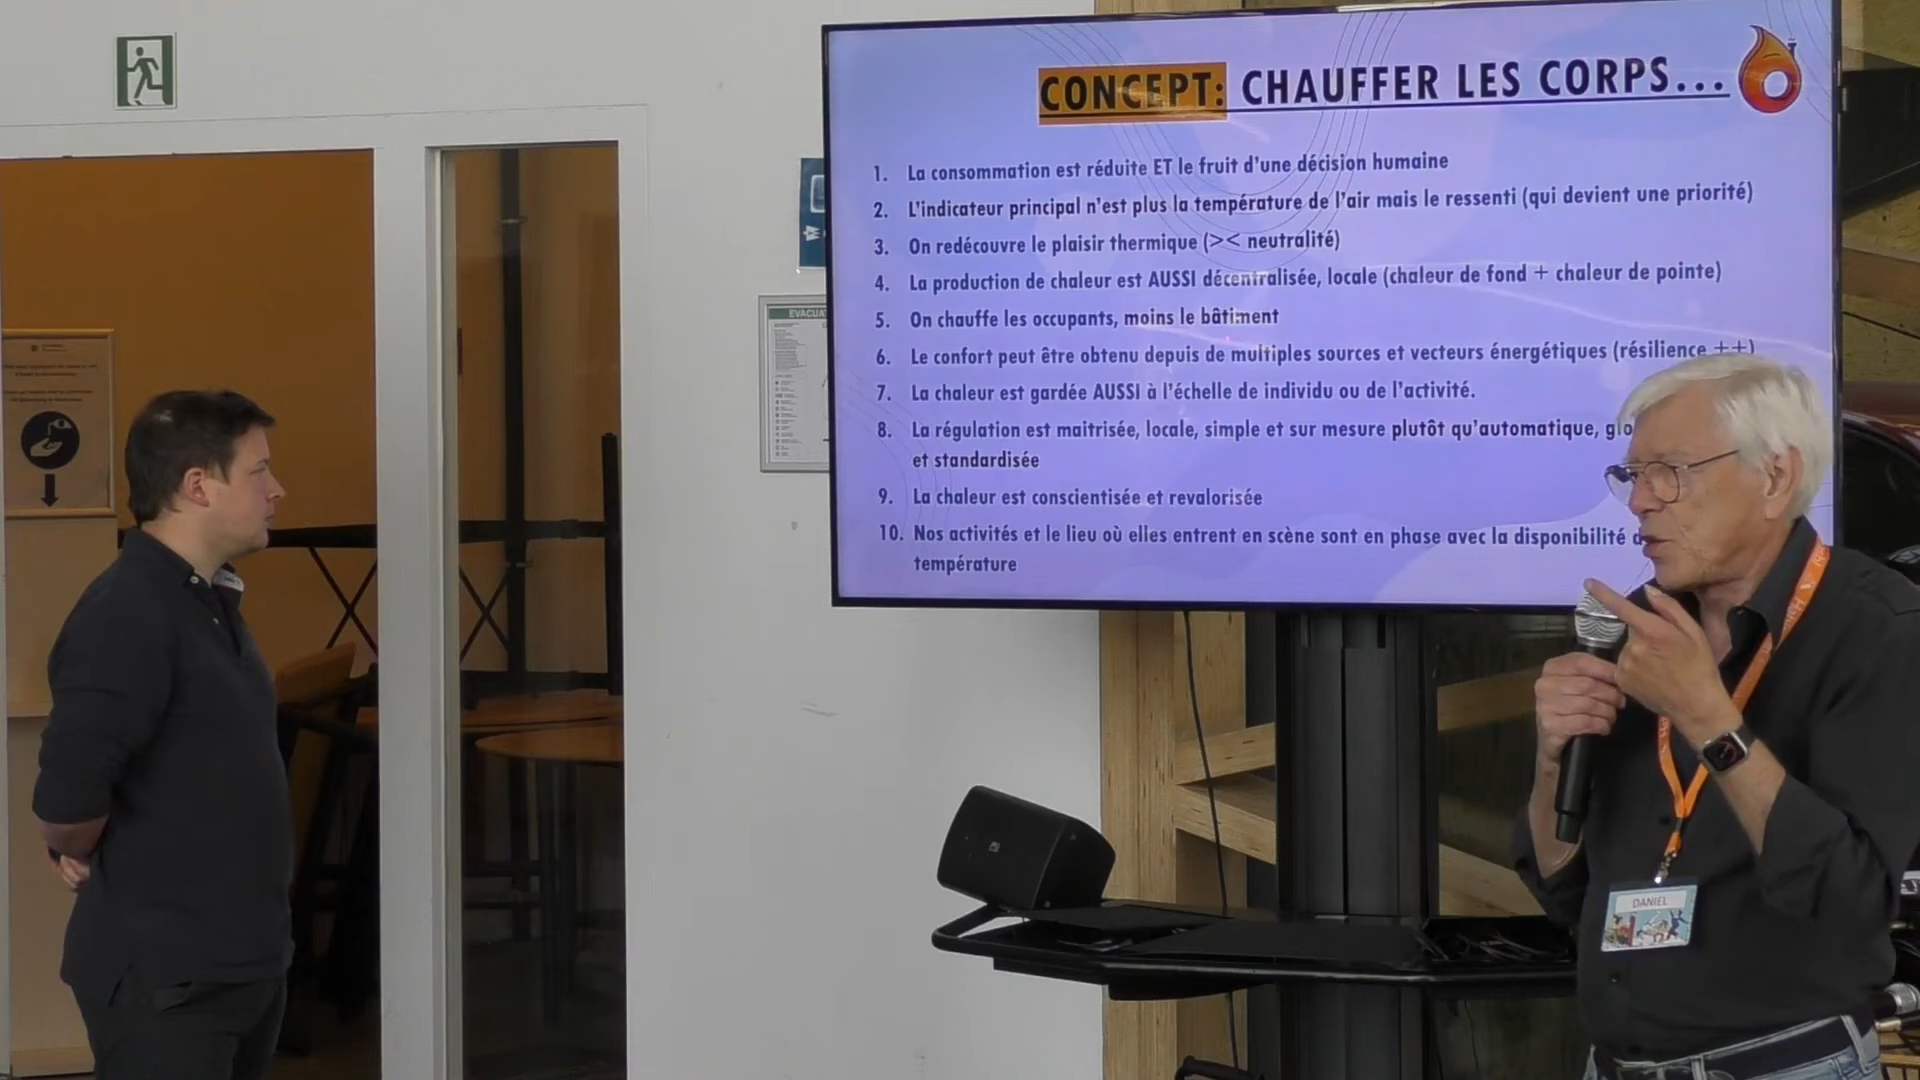 CONCEPT: CHAUFFER LES CORPS...
1. La consommation est réduite ET le fruit d'une décision humaine
2. L'indicateur principal n'est plus la température de l'air mais le ressenti (qui devient une priorité)
3. On redécouvre le plaisir thermique (>< neutralité)
4. La production de chaleur est AUSSI décentralisée, locale (chaleur de fond + chaleur de pointe)
5. On chauffe les occupants, moins le bâtiment
6. Le confort peut être obtenu depuis de multiples sources et vecteurs énergétiques (résilience ++)
7. La chaleur est gardée AUSSI à l'échelle de individu ou de l'activité.
8. La régulation est maitrisée, locale, simple et sur mesure plutôt qu'automatique, glo
et standardisée
9. La chaleur est conscientisée et revalorisée
10. Nos activités et le lieu où elles entrent en scène sont en phase avec la disponibilité
température
EVACUA
DANIEL